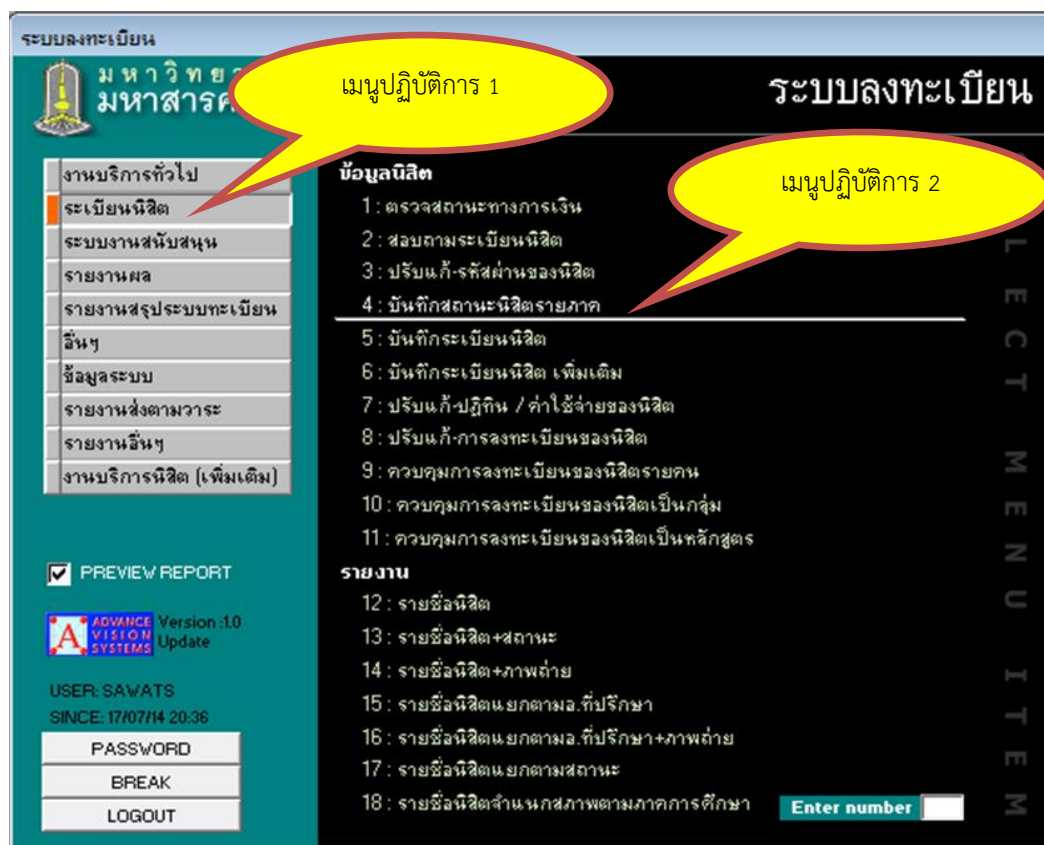 ระบบลงทะเบียน
มหาวิทย
มหาสารค
เมนูปฏิบัติการ 1
ระบบลงทะเบียน
งานบริการทั่วไป
ระเบียนนิสิต
ระบบงานสนับสนุน
รายงานผล
รายงานสรุประบบทะเบียน
อื่นๆ
ข้อมูลระบบ
รายงานส่งตามวาระ
รายงานอื่นๆ
งานบริการนิสิต (เพิ่มเติม)
PREVIEW REPORT
A ADVANCE VISION SYSTEMS
Version :1.0
Update
USER: SAWATS
SINCE: 17/07/14 20:36
PASSWORD
BREAK
LOGOUT
ข้อมูลนิสิต
เมนูปฏิบัติการ 2
1 : ตรวจสถานะทางการเงิน
2 : สอบถามระเบียนนิสิต
3 : ปรับแก้-รหัสผ่านของนิสิต
4 : บันทึกสถานะนิสิตรายภาค
5 : บันทึกระเบียนนิสิต
6 : บันทึกระเบียนนิสิต เพิ่มเติม
7 : ปรับแก้-ปฏิทิน / ค่าใช้จ่ายของนิสิต
8 : ปรับแก้-การลงทะเบียนของนิสิต
9 : ควบคุมการลงทะเบียนของนิสิตรายคน
10 : ควบคุมการลงทะเบียนของนิสิตเป็นกลุ่ม
11 : ควบคุมการลงทะเบียนของนิสิตเป็นหลักสูตร
รายงาน
12 : รายชื่อนิสิต
13 : รายชื่อนิสิต+สถานะ
14 : รายชื่อนิสิต+ภาพถ่าย
15 : รายชื่อนิสิตแยกตามอ.ที่ปรึกษา
16 : รายชื่อนิสิตแยกตามอ.ที่ปรึกษา+ภาพถ่าย
17 : รายชื่อนิสิตแยกตามสถานะ
18 : รายชื่อนิสิตจำแนกสภาพตามภาคการศึกษา
Enter number
LECT MENU ITEM